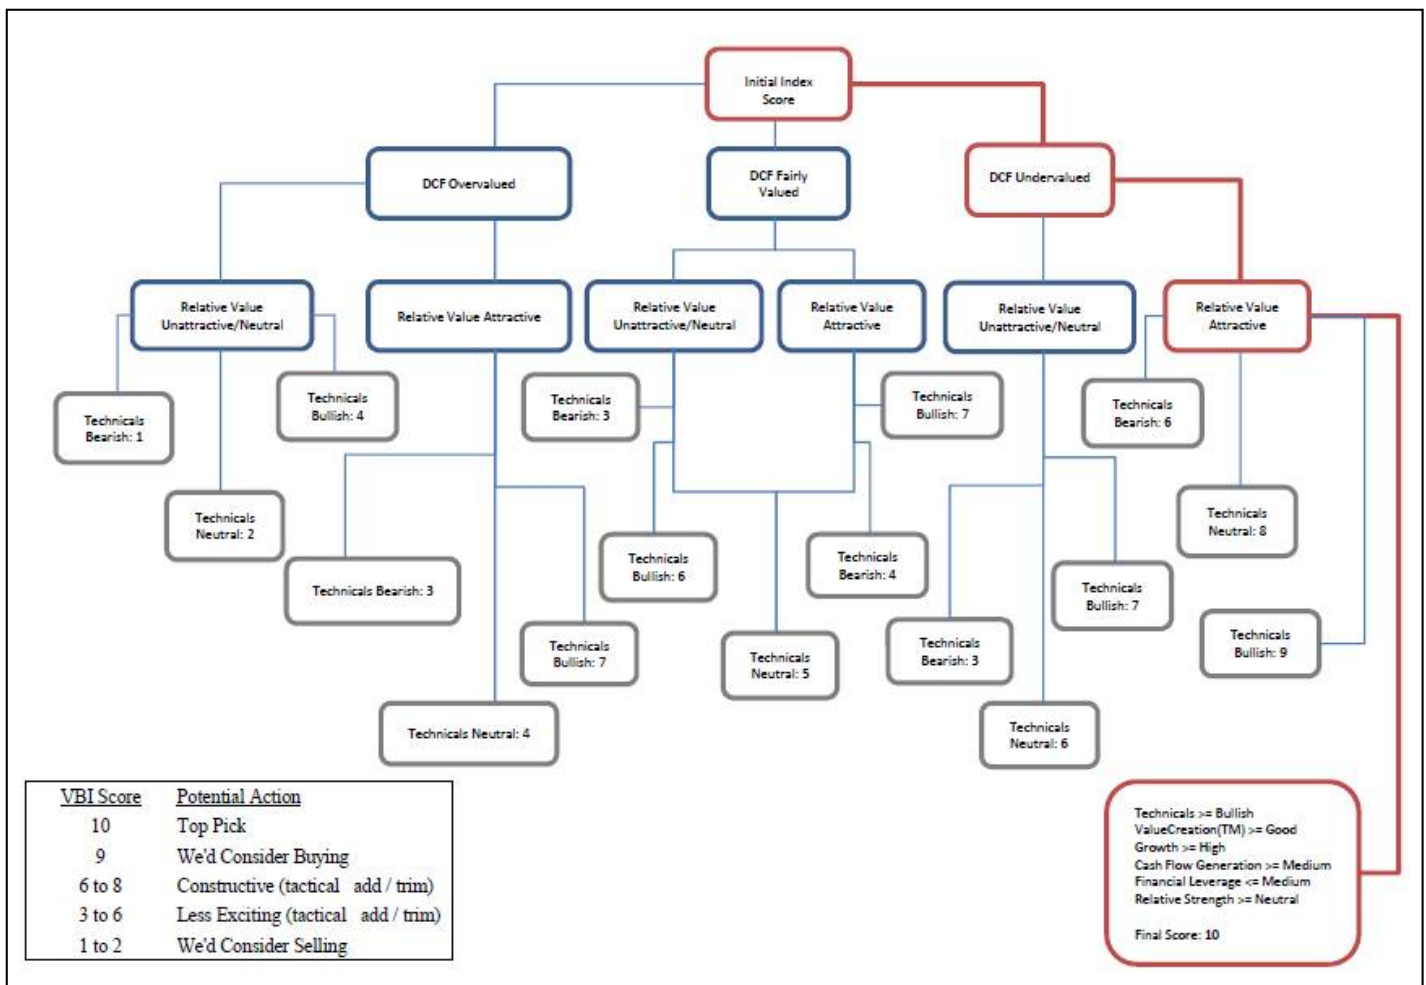 Initial Index
Score
DCF Overvalued
DCF Fairly
Valued
DCF Undervalued
Relative Value
Unattractive/Neutral
Relative Value Attractive
Relative Value
Unattractive/Neutral
Relative Value
Attractive
Relative Value
Unattractive/Neutral
Relative Value
Attractive
Technicals
Bearish: 1
Technicals
Bullish: 4
Technicals
Bearish: 3
Technicals
Bullish: 7
Technicals
Bearish: 6
Technicals
Neutral: 2
Technicals
Neutral: 8
Technicals Bearish: 3
Technicals
Bullish: 6
Technicals
Bearish: 4
Technicals
Bullish: 7
Technicals
Bullish: 7
Technicals
Neutral: 5
Technicals
Bearish: 3
Technicals
Bullish: 9
Technicals Neutral: 4
Technicals
Neutral: 6
VBI Score Potential Action
10 Top Pick
9 We'd Consider Buying
6 to 8 Constructive (tactical add / trim)
3 to 6 Less Exciting (tactical add / trim)
1 to 2 We'd Consider Selling
Technicals >= Bullish
ValueCreation(TM) >= Good
Growth >= High
Cash Flow Generation >= Medium
Financial Leverage <= Medium
Relative Strength >= Neutral
Final Score: 10